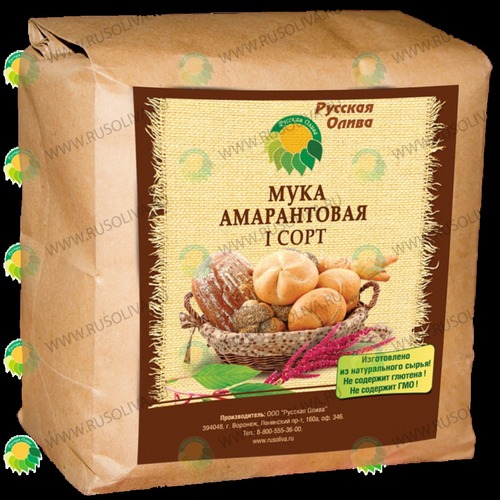 Русская
Олива
Русская Олива
МУКА
АМАРАНТОВАЯ
I СОРТ
Изготовлено
из натурального сырья!
Не содержит глютена!
Не содержит ГМО!
Производитель: ООО "Русская Олива"
394048, г. Воронеж, Ленинский пр-т, 160а, оф. 346.
Тел.: 8-800-555-36-00.
www.rusoliva.ru
WWW.RUSOLIVA.RU